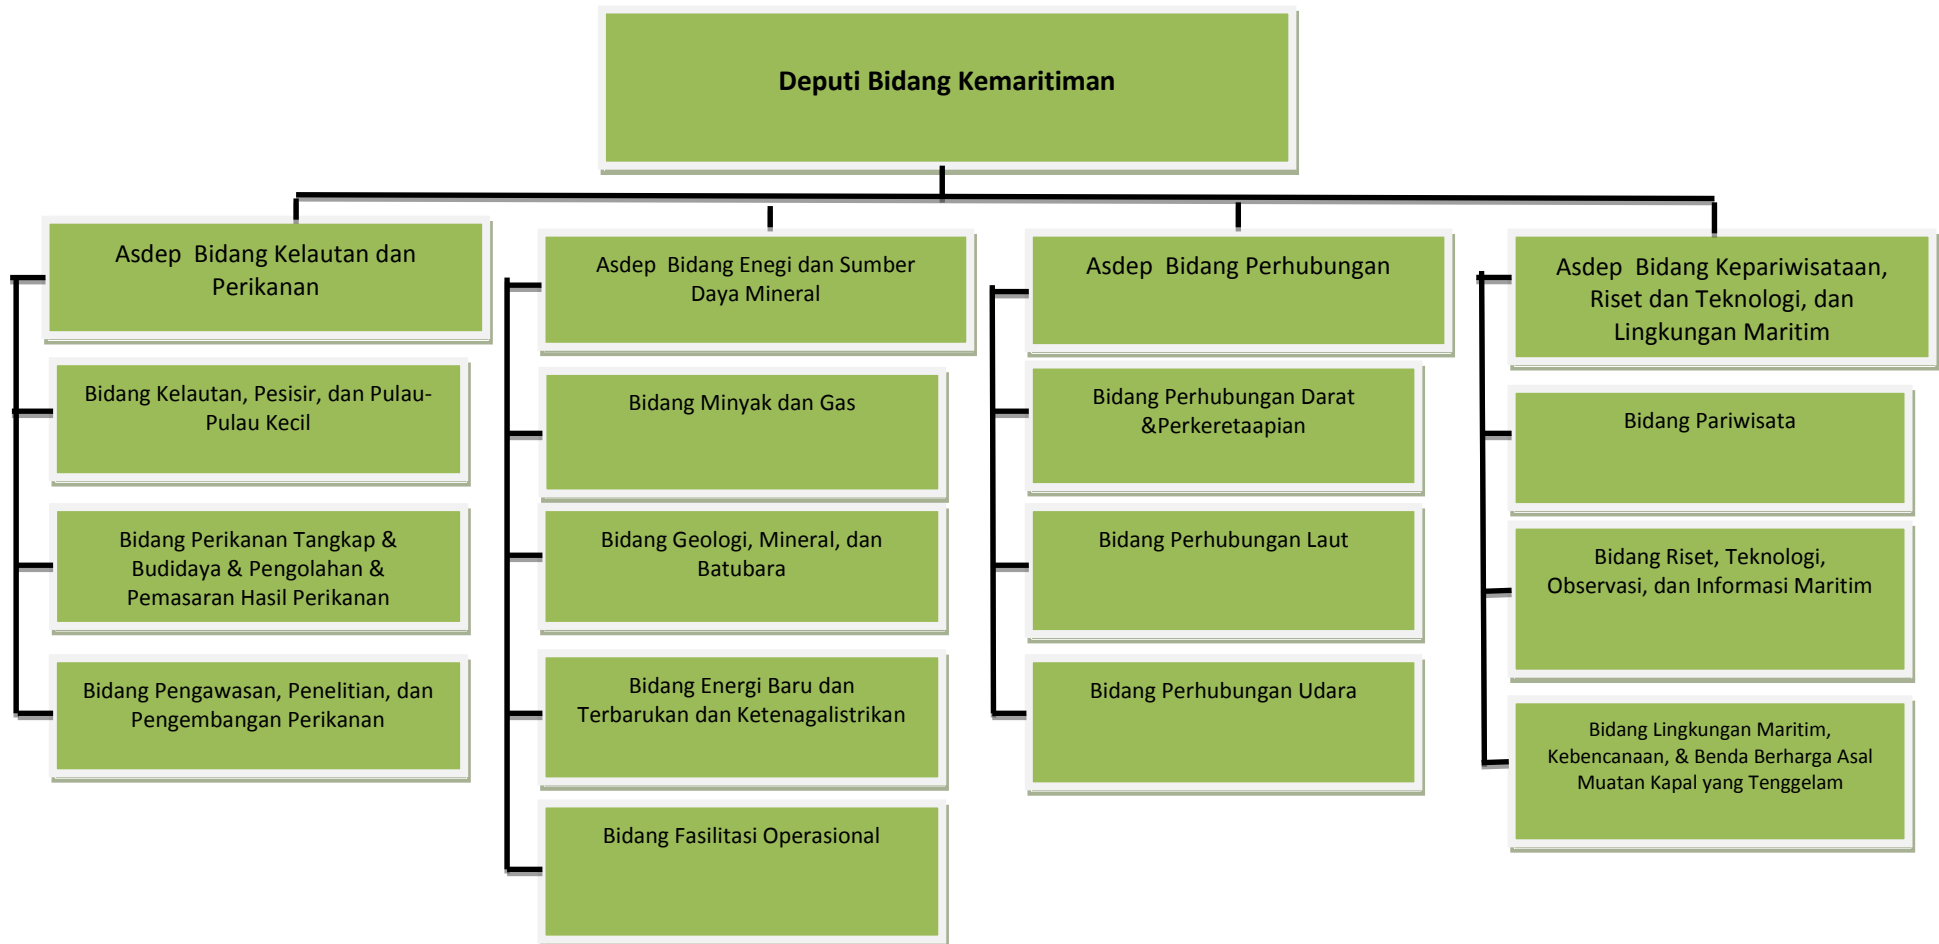 Deputi Bidang Kemaritiman
Asdep Bidang Kelautan dan
Perikanan
Bidang Kelautan, Pesisir, dan Pulau-
Pulau Kecil
Bidang Perikanan Tangkap &
Budidaya & Pengolahan &
Pemasaran Hasil Perikanan
Bidang Pengawasan, Penelitian, dan
Pengembangan Perikanan
Asdep Bidang Enegi dan Sumber
Daya Mineral
Bidang Minyak dan Gas
Bidang Geologi, Mineral, dan
Batubara
Bidang Energi Baru dan
Terbarukan dan Ketenagalistrikan
Bidang Fasilitasi Operasional
Asdep Bidang Perhubungan
Bidang Perhubungan Darat
&Perkeretaapian
Bidang Perhubungan Laut
Bidang Perhubungan Udara
Asdep Bidang Kepariwisataan,
Riset dan Teknologi, dan
Lingkungan Maritim
Bidang Pariwisata
Bidang Riset, Teknologi,
Observasi, dan Informasi Maritim
Bidang Lingkungan Maritim,
Kebencanaan, & Benda Berharga Asal
Muatan Kapal yang Tenggelam